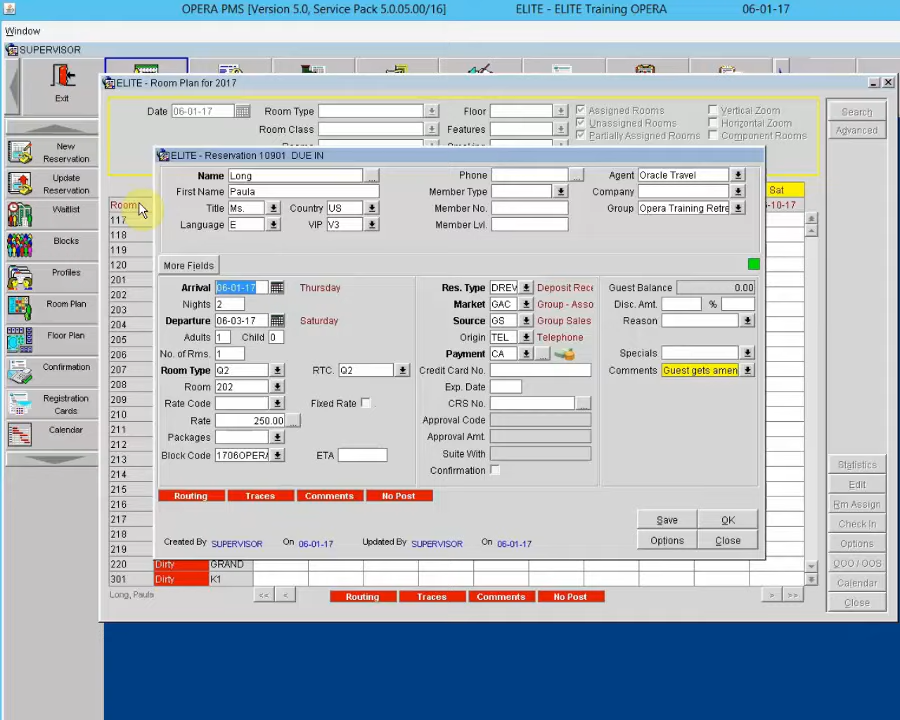 OPERA PMS [Version 5.0, Service Pack 5.0.05.00/16] ELITE - ELITE Training OPERA 06-01-17
Window
SUPERVISOR
Exit
New Reservation
Update Reservation
Waitlist
Blocks
Profiles
Room Plan
Floor Plan
Confirmation
Registration Cards
Calendar
ELITE - Room Plan for 2017
Date 06-01-17 Room Type Floor Assigned Rooms Vertical Zoom Search
Room Class Features Unassigned Rooms Horizontal Zoom Advanced
Partially Assigned Rooms Component Rooms
ELITE - Reservation 10901 DUE IN
Name Long Phone Agent Oracle Travel
First Name Paula Member Type Company
Title Ms. Country US Member No. Group Opera Training Retre
Language E VIP V3 Member Lvl.
More Fields
Arrival 06-01-17 Thursday Res. Type DREV Deposit Rece Guest Balance 0.00
Nights 2 Market GAC Group - Asso Disc. Amt. %
Departure 06-03-17 Saturday Source GS Group Sales Reason
Adults 1 Child 0 Origin TEL Telephone
No. of Rms. 1 Payment CA Specials
Room Type Q2 RTC. Q2 Credit Card No. Comments Guest gets amen
Room 202 Exp. Date
Rate Code Fixed Rate CRS No.
Rate 250.00 Approval Code
Packages Approval Amt.
Block Code 1706OPERA ETA Suite With
Confirmation
Routing Traces Comments No Post
Save OK
Options Close
Created By SUPERVISOR On 06-01-17 Updated By SUPERVISOR On 06-01-17
Sat
-10-17
Room
117
118
119
120
201
202
203
204
205
206
207
208
209
210
211
212
213
214
215
216
217
218
219
220 Dirty GRAND
301 Dirty K1
Long, Paula << < Routing Traces Comments No Post > >>
Statistics
Edit
Rm Assign
Check In
Options
OOO / OOS
Calendar
Close